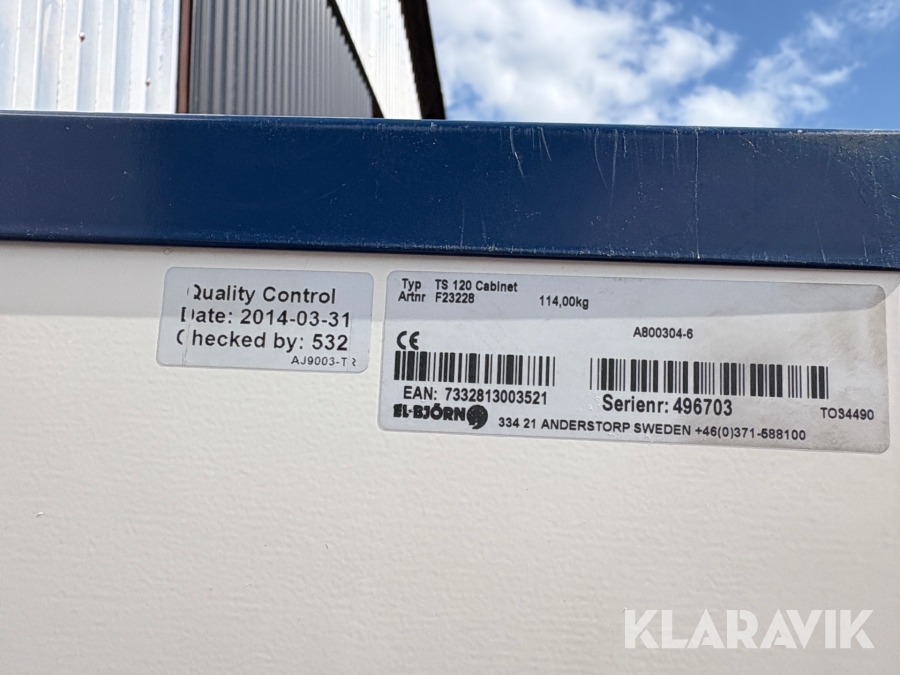 Quality Control
Date: 2014-03-31
Checked by: 532
AJ9003-TR
Typ TS 120 Cabinet
Artnr F23228 114,00kg
A800304-6
CE
EAN: 7332813003521
Serienr: 496703
TO34490
EL-BJÖRN
334 21 ANDERSTORP SWEDEN +46(0)371-588100
KLARAVIK